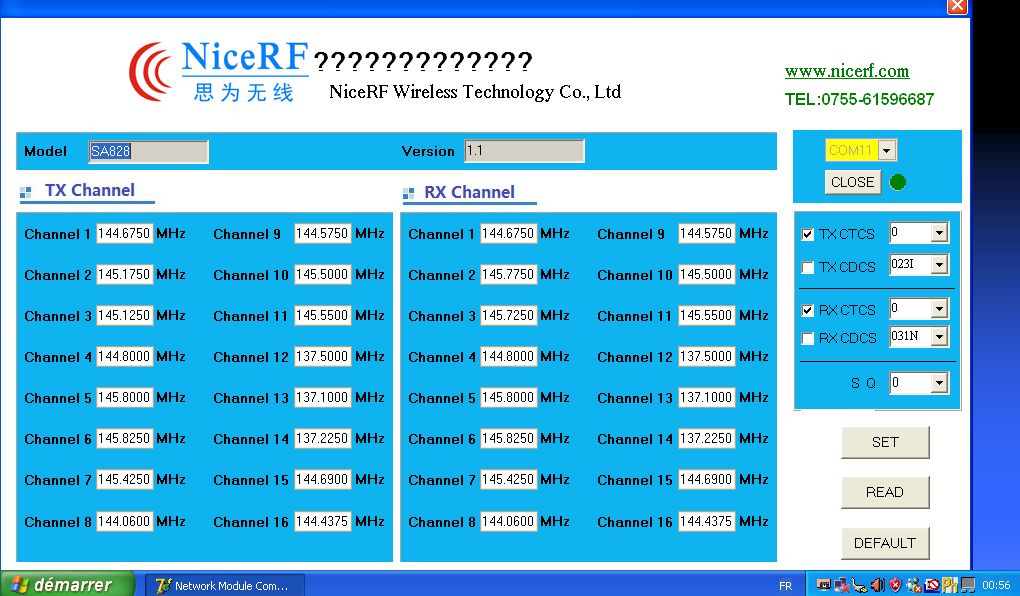 NiceRF ?????????????
思为无线 NiceRF Wireless Technology Co., Ltd
www.nicerf.com
TEL:0755-61596687
Model SA828 Version 1.1
COM11
CLOSE
TX Channel
Channel 1 144.6750 MHz Channel 9 144.5750 MHz
Channel 2 145.1750 MHz Channel 10 145.5000 MHz
Channel 3 145.1250 MHz Channel 11 145.5500 MHz
Channel 4 144.8000 MHz Channel 12 137.5000 MHz
Channel 5 145.8000 MHz Channel 13 137.1000 MHz
Channel 6 145.8250 MHz Channel 14 137.2250 MHz
Channel 7 145.4250 MHz Channel 15 144.6900 MHz
Channel 8 144.0600 MHz Channel 16 144.4375 MHz
RX Channel
Channel 1 144.6750 MHz Channel 9 144.5750 MHz
Channel 2 145.7750 MHz Channel 10 145.5000 MHz
Channel 3 145.7250 MHz Channel 11 145.5500 MHz
Channel 4 144.8000 MHz Channel 12 137.5000 MHz
Channel 5 145.8000 MHz Channel 13 137.1000 MHz
Channel 6 145.8250 MHz Channel 14 137.2250 MHz
Channel 7 145.4250 MHz Channel 15 144.6900 MHz
Channel 8 144.0600 MHz Channel 16 144.4375 MHz
TX CTCS 0
TX CDCS 023I
RX CTCS 0
RX CDCS 031N
S Q 0
SET
READ
DEFAULT
démarrer Network Module Com... FR 00:56